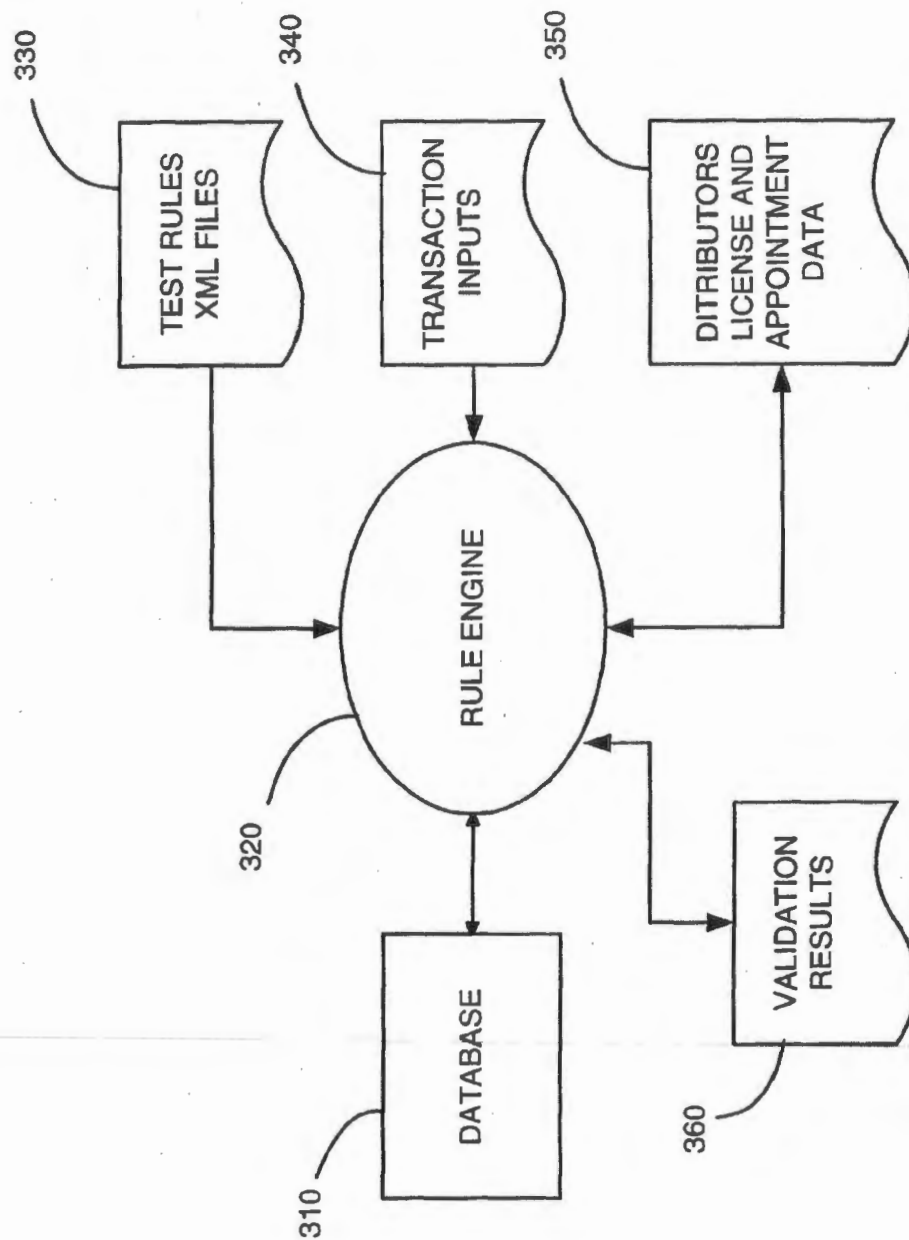 330
TEST RULES
XML FILES
340
TRANSACTION
INPUTS
350
DITRIBUTORS
LICENSE AND
APPOINTMENT
DATA
320
RULE ENGINE
310
DATABASE
360
VALIDATION
RESULTS